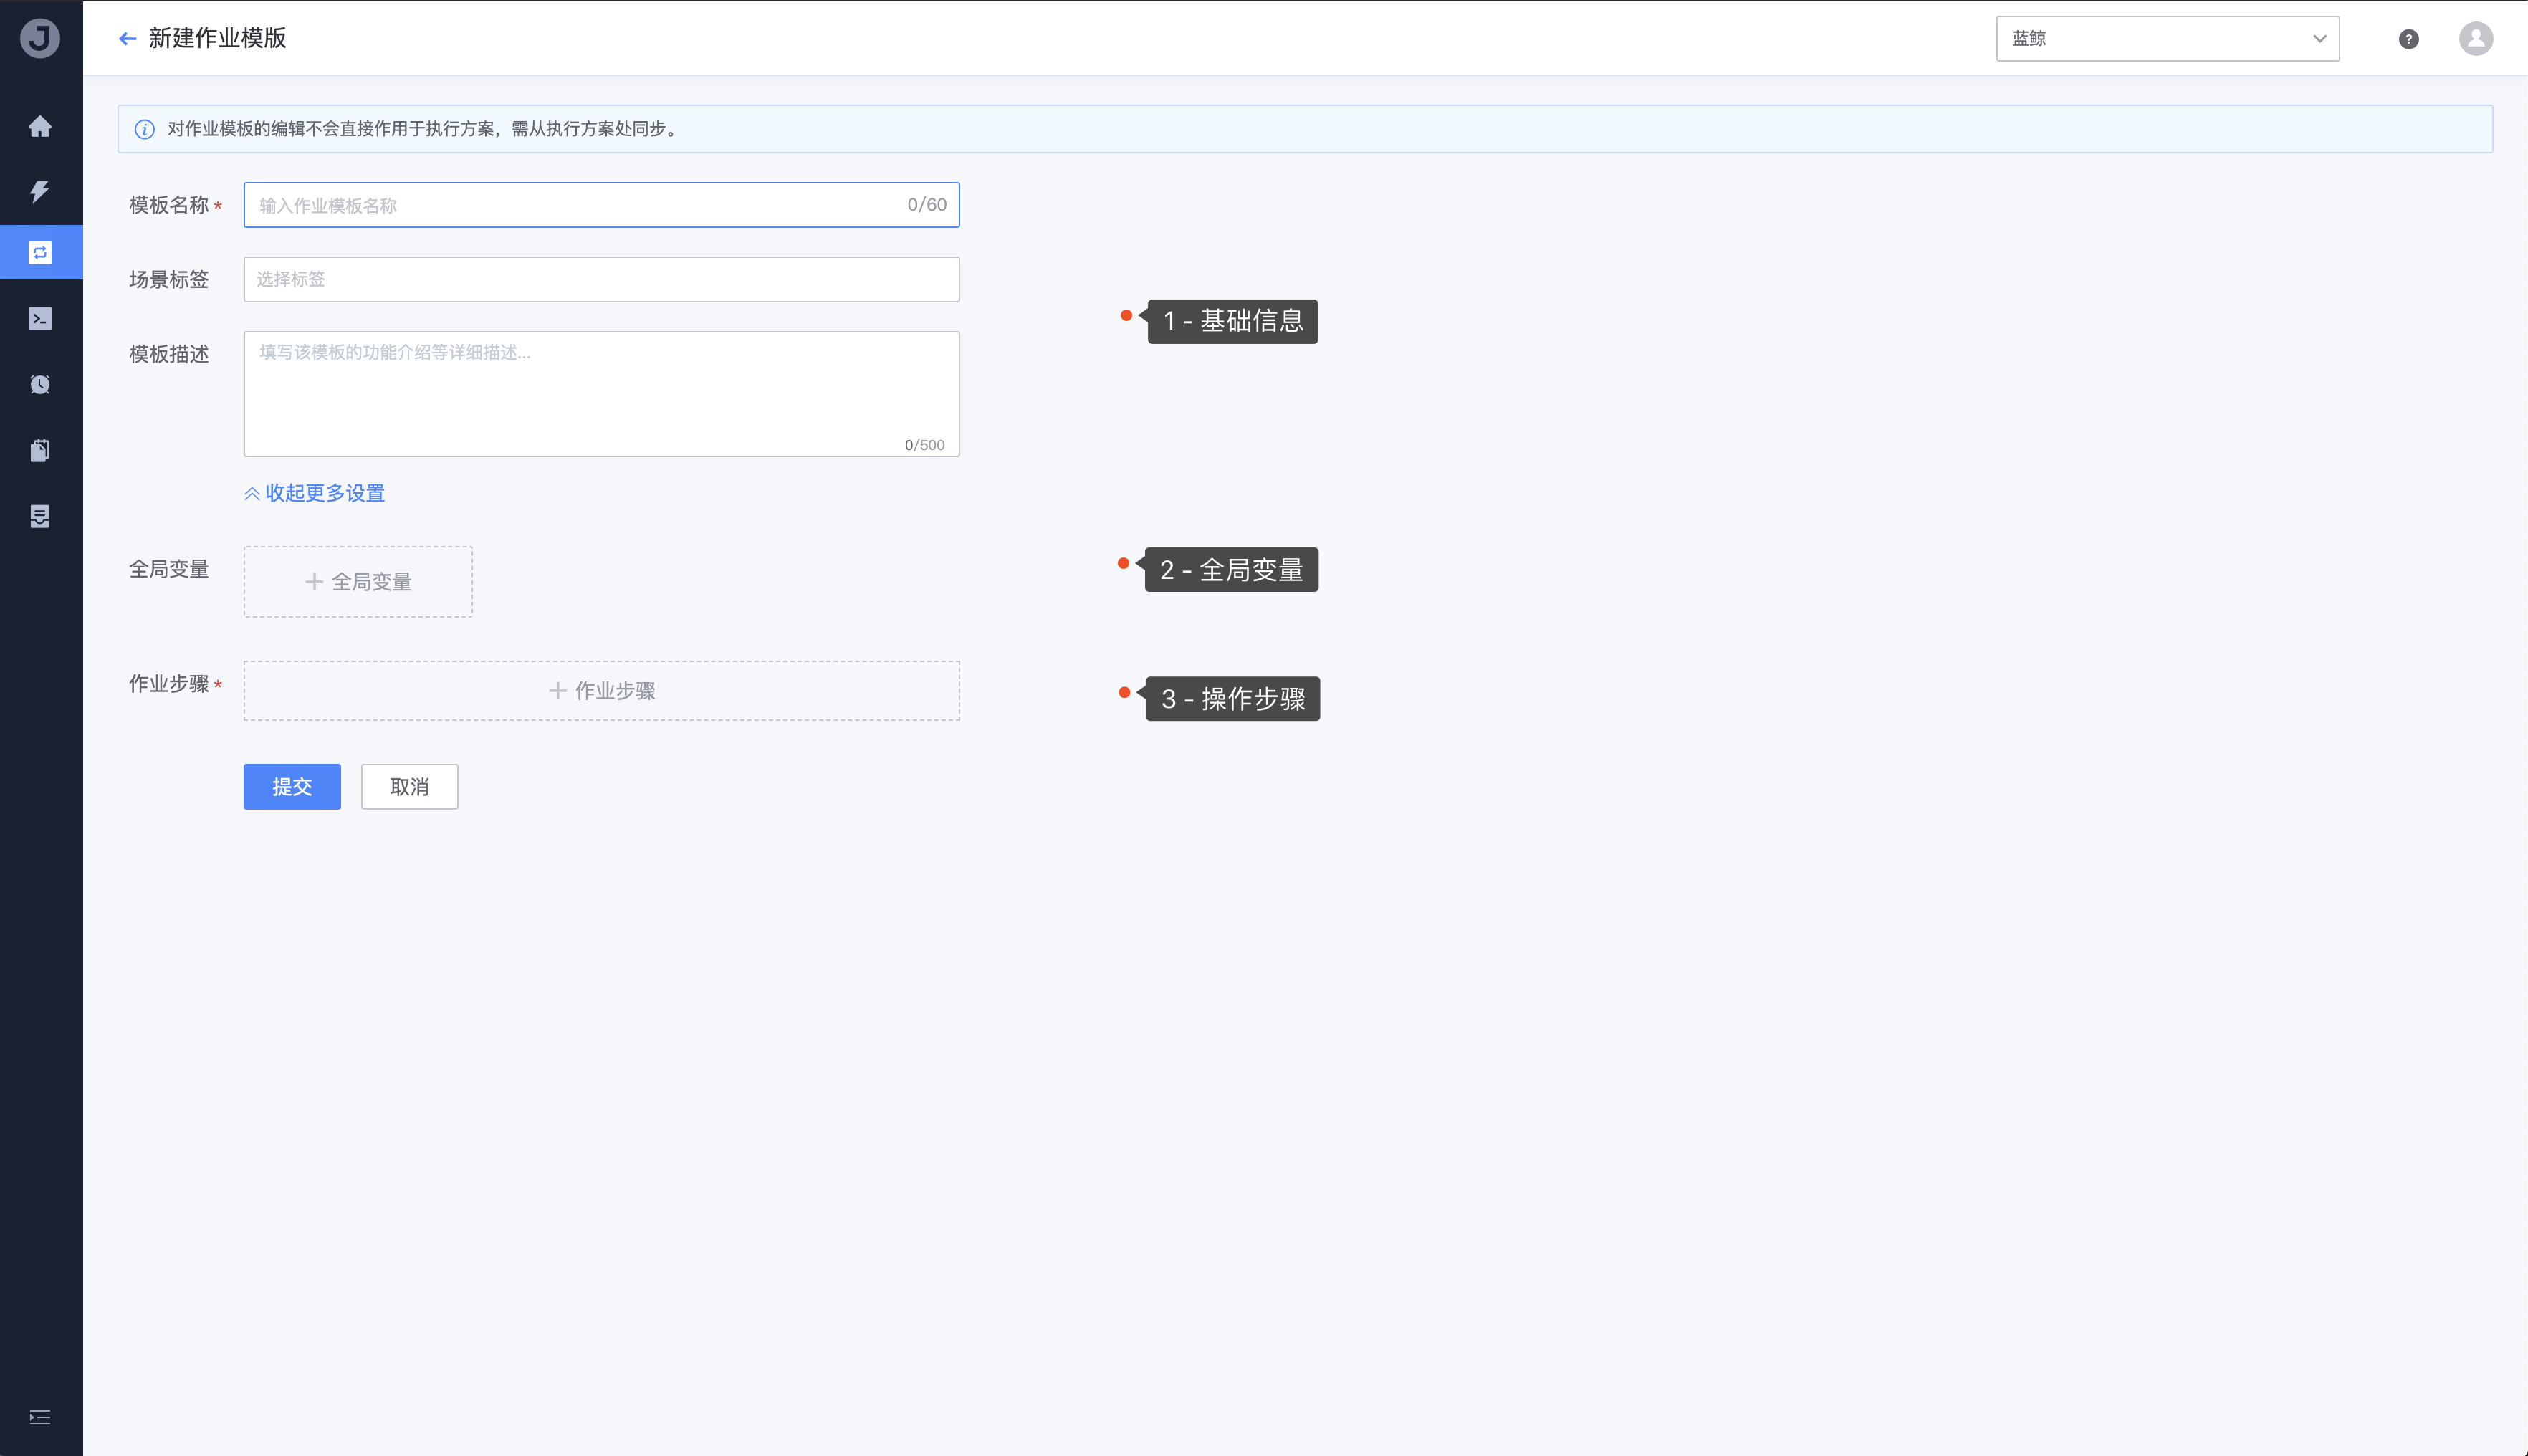 J
新建作业模版
蓝鲸
?
对作业模板的编辑不会直接作用于执行方案，需从执行方案处同步。
模板名称 *
输入作业模板名称
0/60
场景标签
选择标签
1 - 基础信息
模板描述
填写该模板的功能介绍等详细描述...
0/500
收起更多设置
全局变量
+ 全局变量
2 - 全局变量
作业步骤 *
+ 作业步骤
3 - 操作步骤
提交
取消